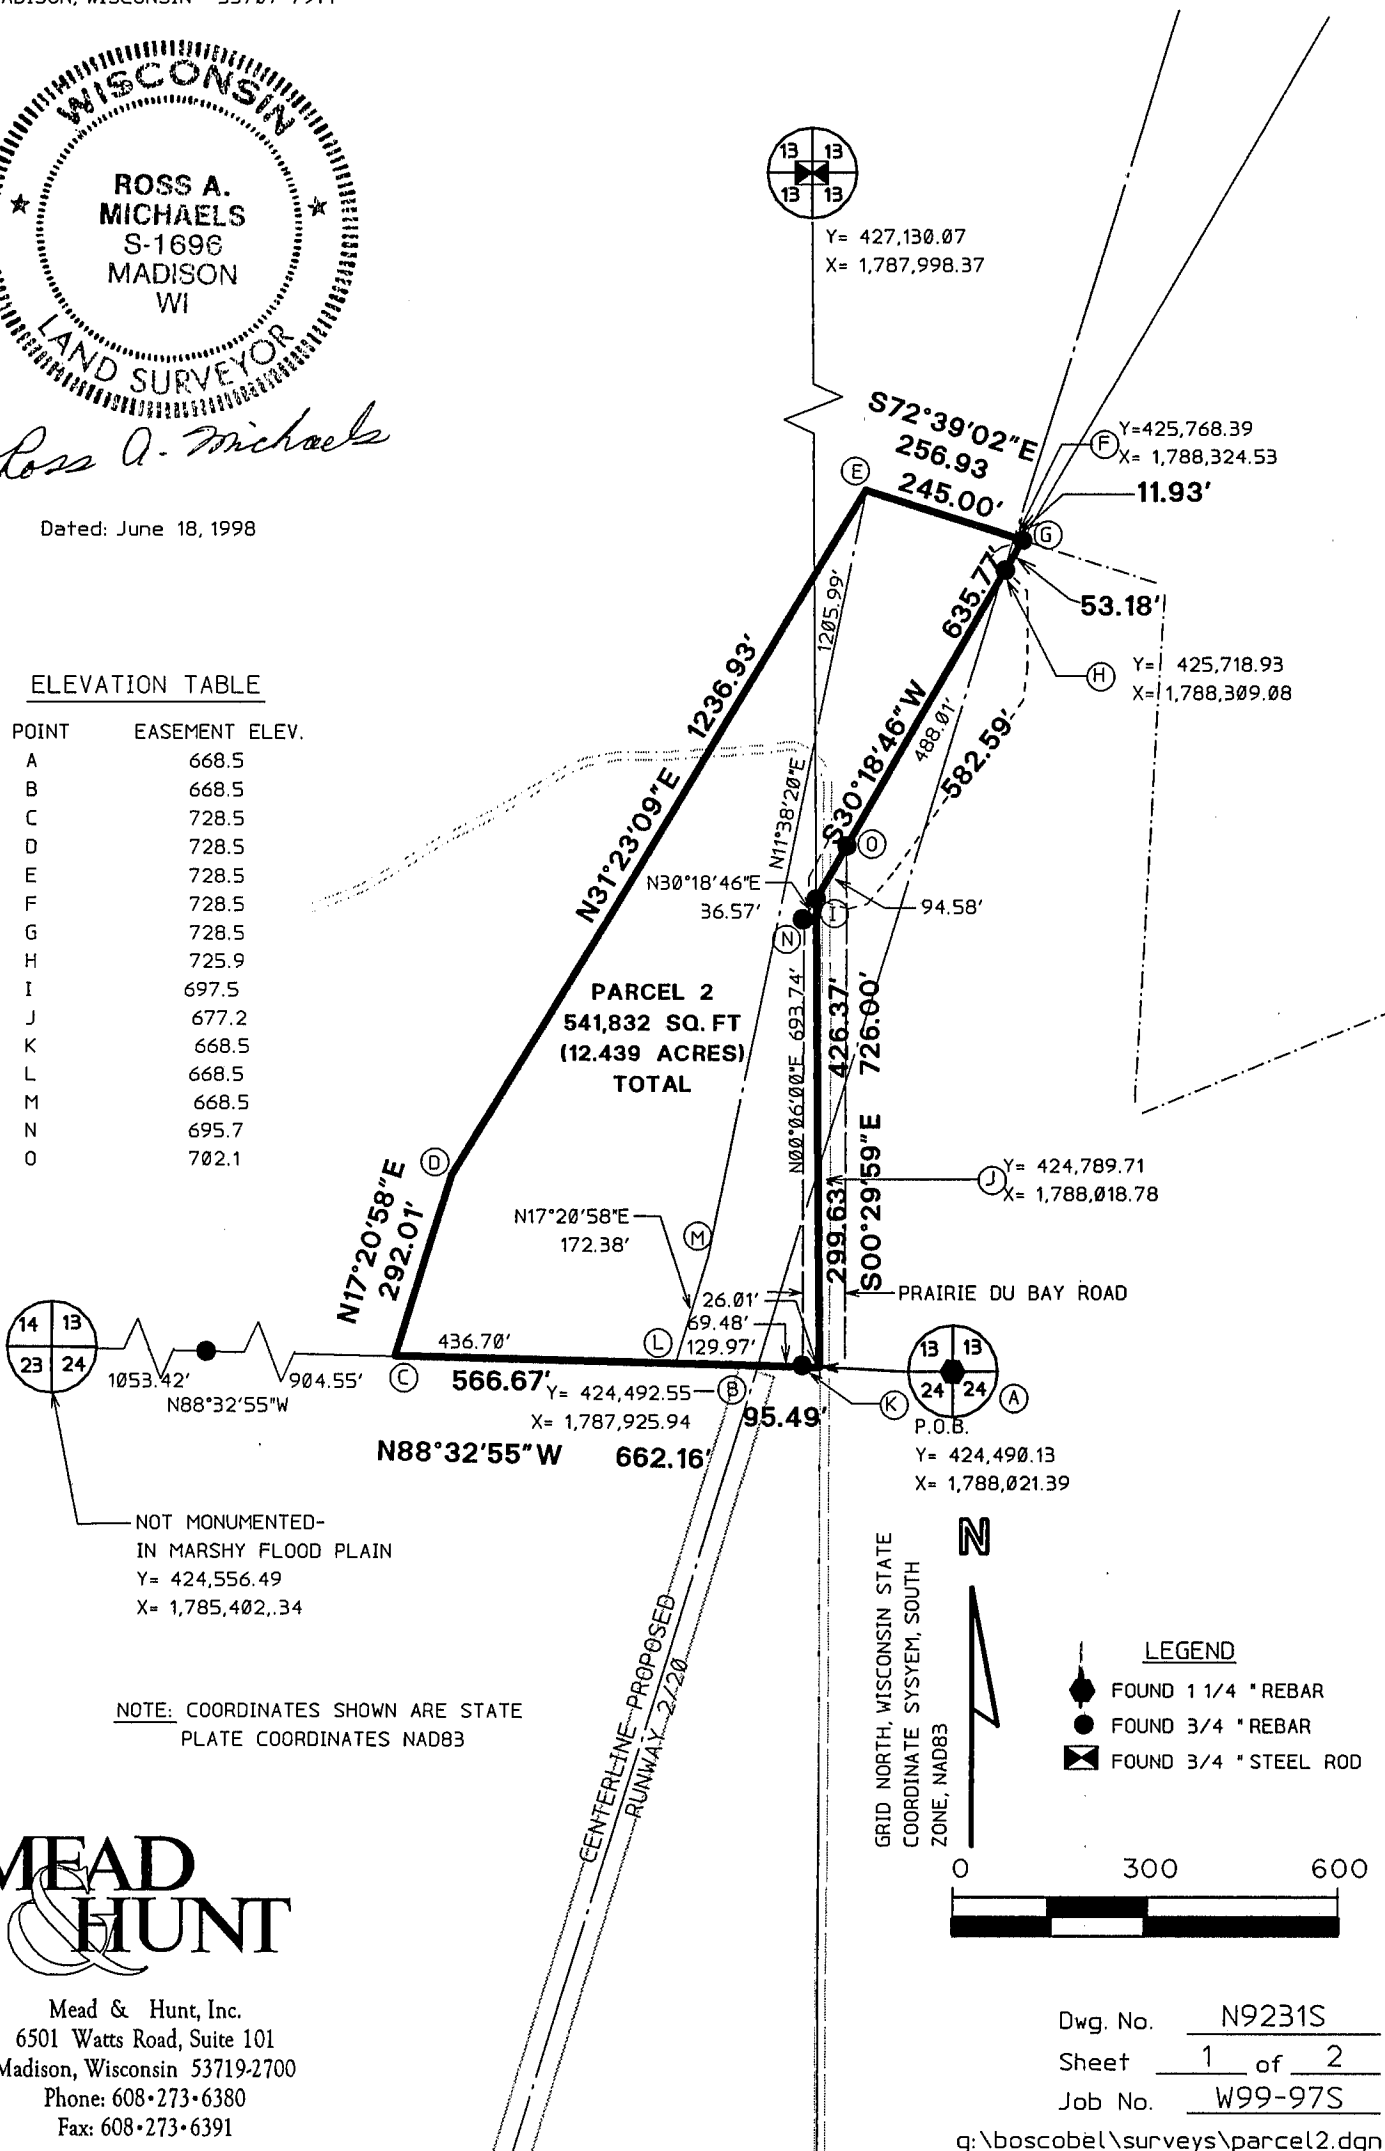 MADISON, WISCONSIN 53707-7914
WISCONSIN
ROSS A.
MICHAELS
S-1696
MADISON
WI
LAND SURVEYOR
Ross A. Michaels
Dated: June 18, 1998
13 13
13 13
Y= 427,130.07
X= 1,787,998.37
S72°39'02"E
256.93
245.00'
E
F
Y=425,768.39
X= 1,788,324.53
11.93'
G
635.77'
53.18'
H
Y= 425,718.93
X= 1,788,309.08
1205.99'
1236.93'
N31°23'09"E
N11°38'20"E
S30°18'46"W
488.01'
582.59'
O
N30°18'46"E
36.57'
I
94.58'
N
PARCEL 2
541,832 SQ. FT
(12.439 ACRES)
TOTAL
N00°06'00"E 693.74'
426.37'
726.00'
S00°29'59"E
299.63'
J
Y= 424,789.71
X= 1,788,018.78
ELEVATION TABLE
POINT EASEMENT ELEV.
A 668.5
B 668.5
C 728.5
D 728.5
E 728.5
F 728.5
G 728.5
H 725.9
I 697.5
J 677.2
K 668.5
L 668.5
M 668.5
N 695.7
O 702.1
D
N17°20'58"E
292.01'
N17°20'58"E
172.38'
M
26.01'
69.48'
129.97'
PRAIRIE DU BAY ROAD
14 13
23 24
1053.42'
904.55'
N88°32'55"W
C
436.70'
L
566.67'
Y= 424,492.55
X= 1,787,925.94
B
95.49'
K
13 13
24 24
A
P.O.B.
Y= 424,490.13
X= 1,788,021.39
N88°32'55"W 662.16'
NOT MONUMENTED-
IN MARSHY FLOOD PLAIN
Y= 424,556.49
X= 1,785,402,.34
NOTE: COORDINATES SHOWN ARE STATE
PLATE COORDINATES NAD83
CENTERLINE PROPOSED
RUNWAY 2/20
N
GRID NORTH, WISCONSIN STATE
COORDINATE SYSYEM, SOUTH
ZONE, NAD83
LEGEND
FOUND 1 1/4 " REBAR
FOUND 3/4 " REBAR
FOUND 3/4 " STEEL ROD
0 300 600
MEAD
& HUNT
Mead & Hunt, Inc.
6501 Watts Road, Suite 101
Madison, Wisconsin 53719-2700
Phone: 608•273•6380
Fax: 608•273•6391
Dwg. No. N9231S
Sheet 1 of 2
Job No. W99-97S
g:\boscobel\surveys\parcel2.dgn